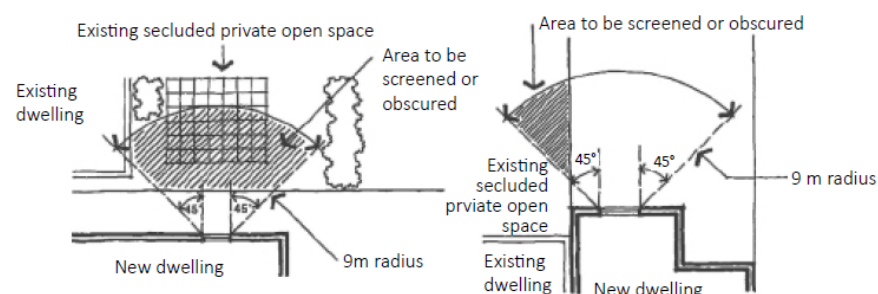 Existing secluded private open space
Area to be
screened or
obscured
Existing
dwelling
45°
45°
New dwelling
9m radius
Area to be screened or obscured
45°
45°
Existing
secluded
prviate open
space
9 m radius
Existing
dwelling
New dwelling